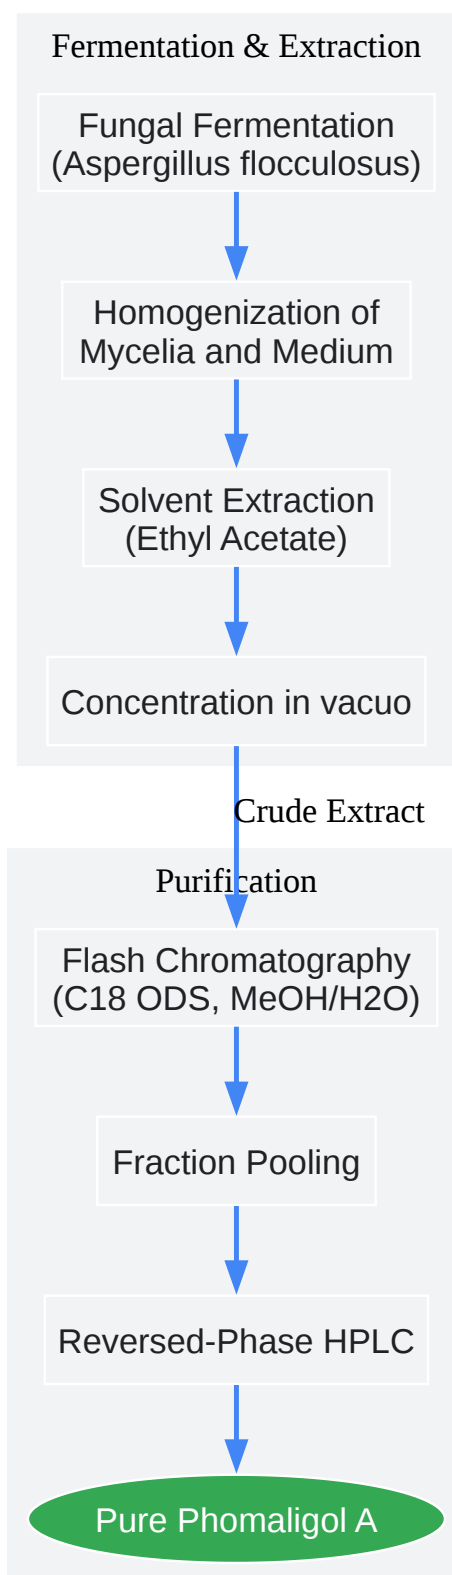 Fermentation & Extraction
Fungal Fermentation
(Aspergillus flocculosus)
Homogenization of
Mycelia and Medium
Solvent Extraction
(Ethyl Acetate)
Concentration in vacuo
Crude Extract
Purification
Flash Chromatography
(C18 ODS, MeOH/H2O)
Fraction Pooling
Reversed-Phase HPLC
Pure Phomaligol A